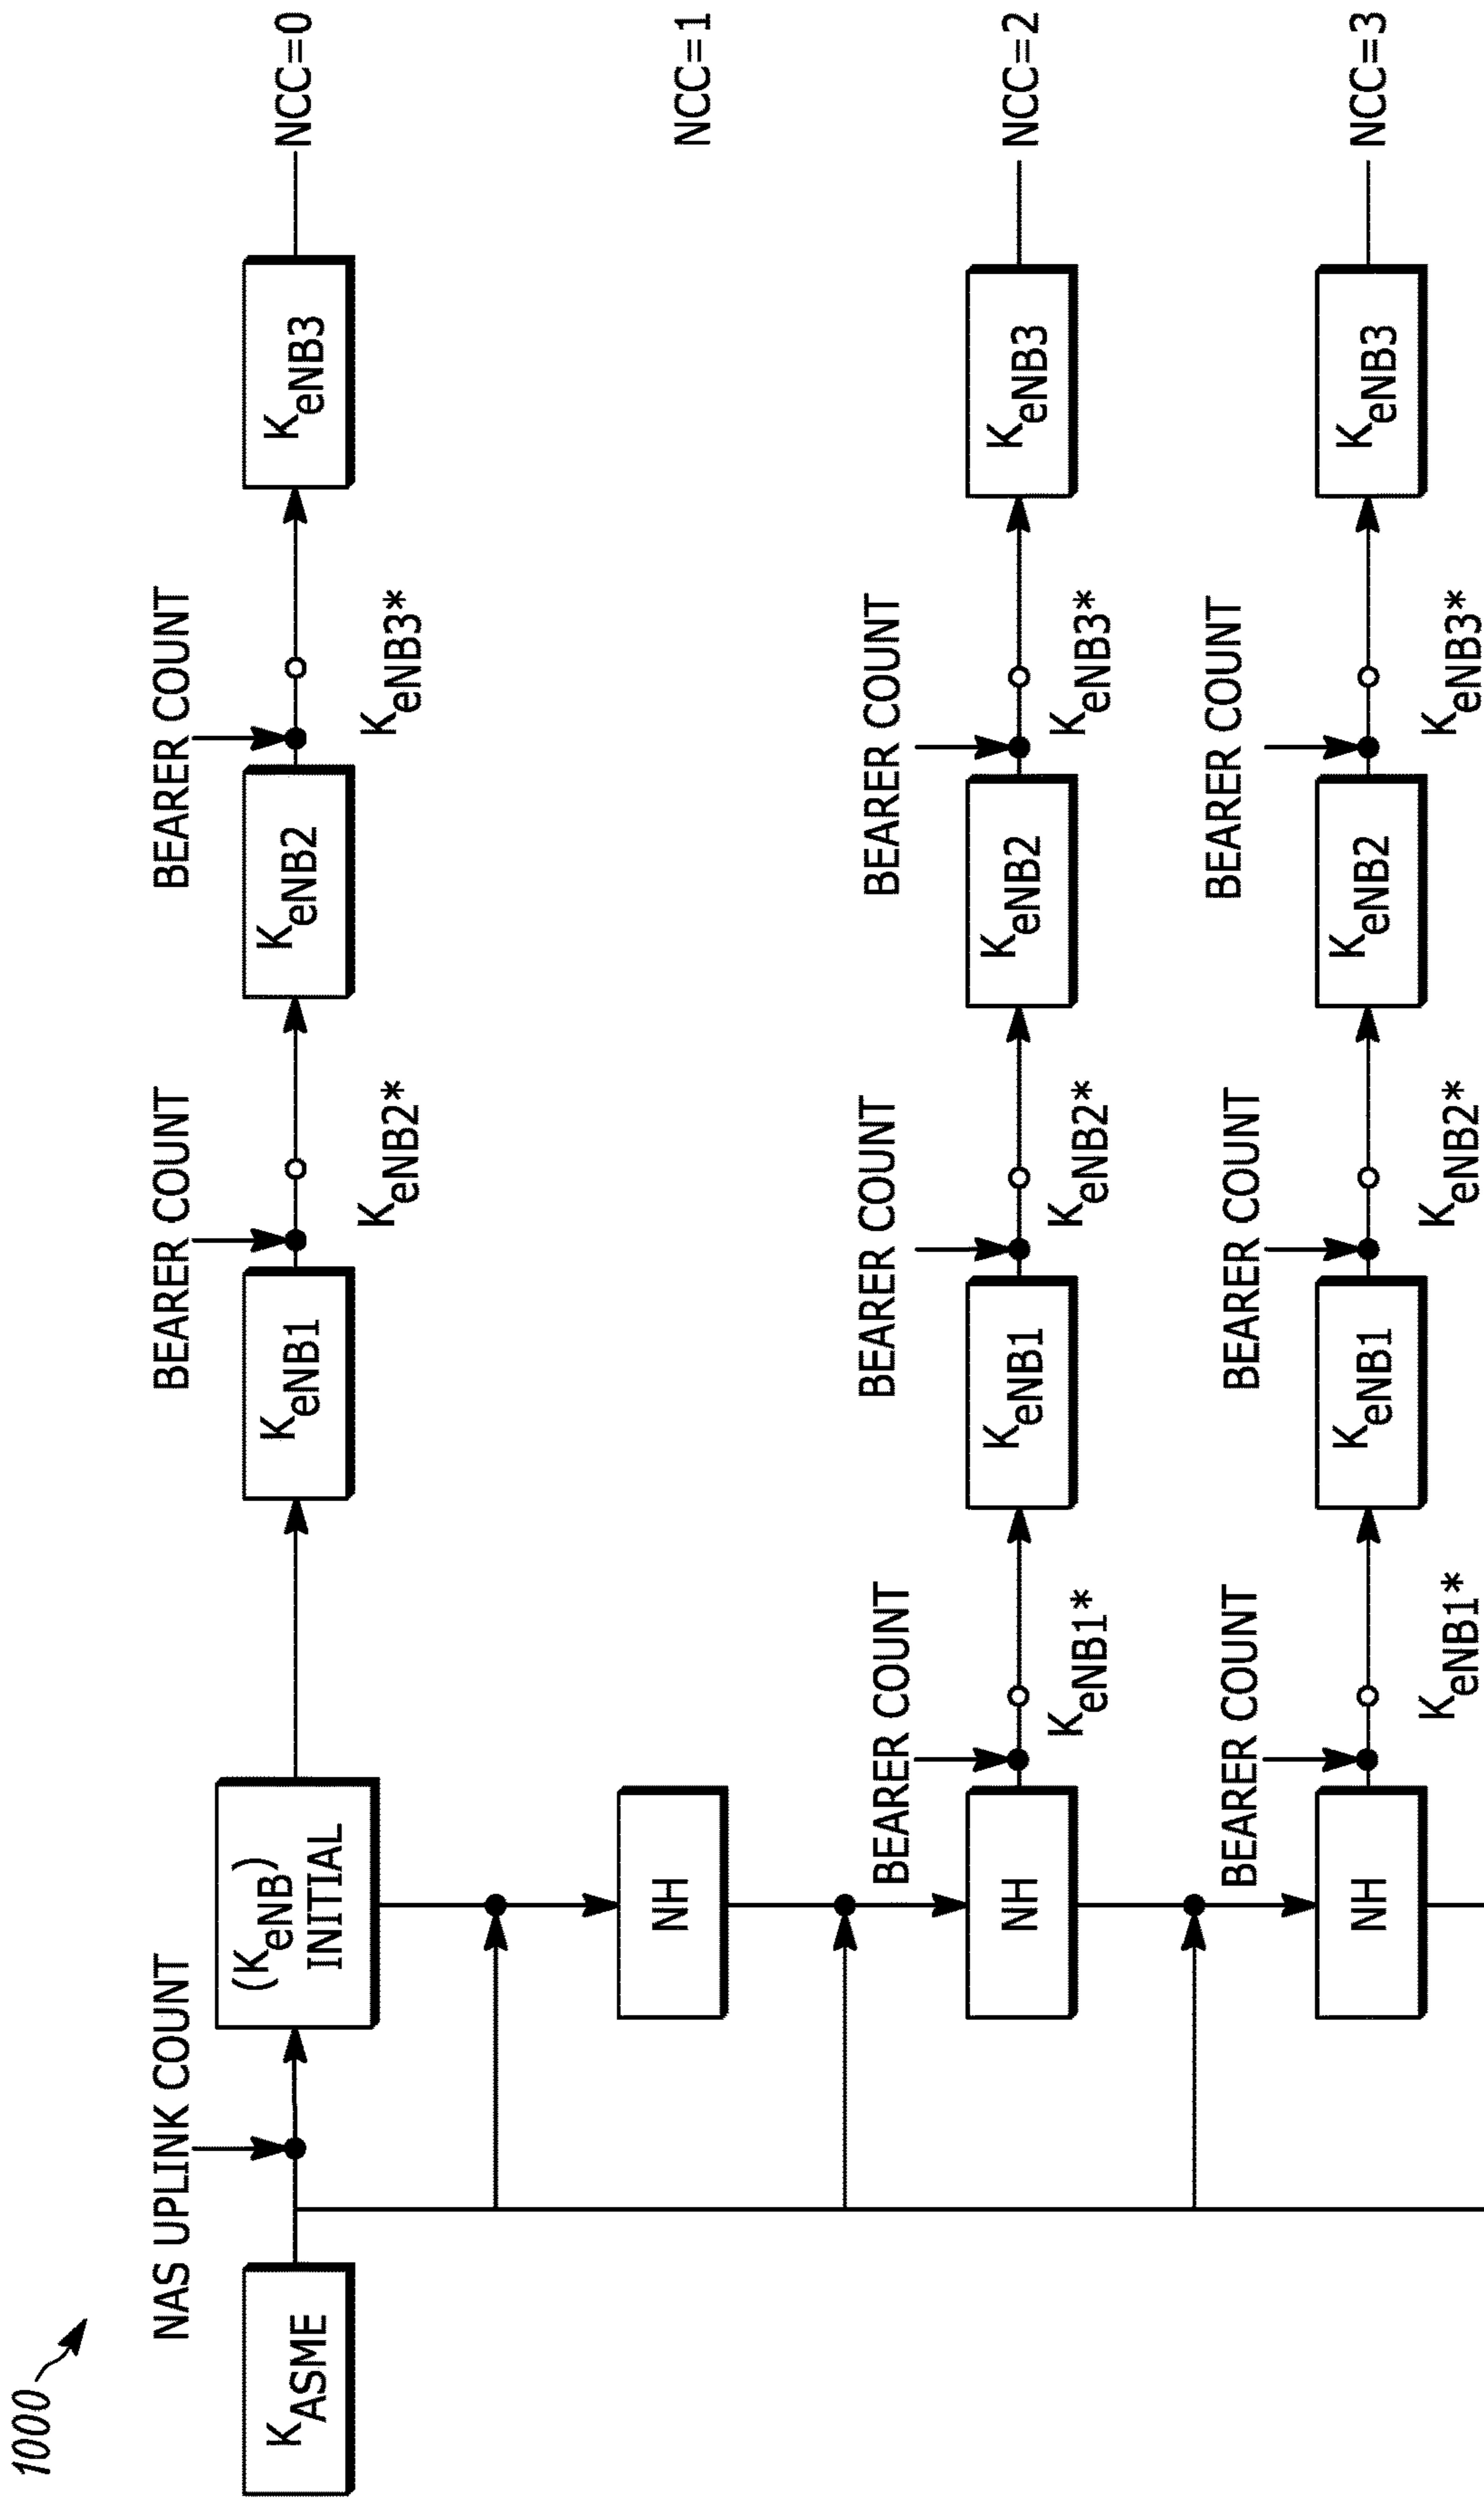 1000
NAS UPLINK COUNT
BEARER COUNT
BEARER COUNT
KASME
(KeNB)
INITIAL
KeNB1
KeNB2
KeNB3
NCC=0
KeNB2*
KeNB3*
NH
NCC=1
BEARER COUNT
BEARER COUNT
BEARER COUNT
NH
KeNB1
KeNB2
KeNB3
NCC=2
KeNB1*
KeNB2*
KeNB3*
BEARER COUNT
BEARER COUNT
BEARER COUNT
NH
KeNB1
KeNB2
KeNB3
NCC=3
KeNB1*
KeNB2*
KeNB3*